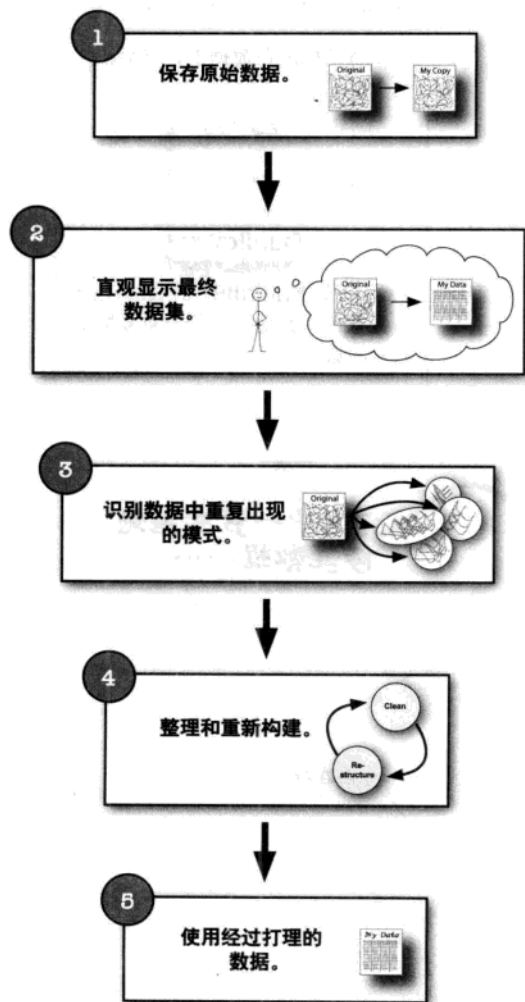 1
保存原始数据。
Original
My Copy
2
直观显示最终
数据集。
Original
My Data
3
识别数据中重复出现
的模式。
Original
4
整理和重新构建。
Clean
Re-
structure
5
使用经过打理的
数据。
My Data